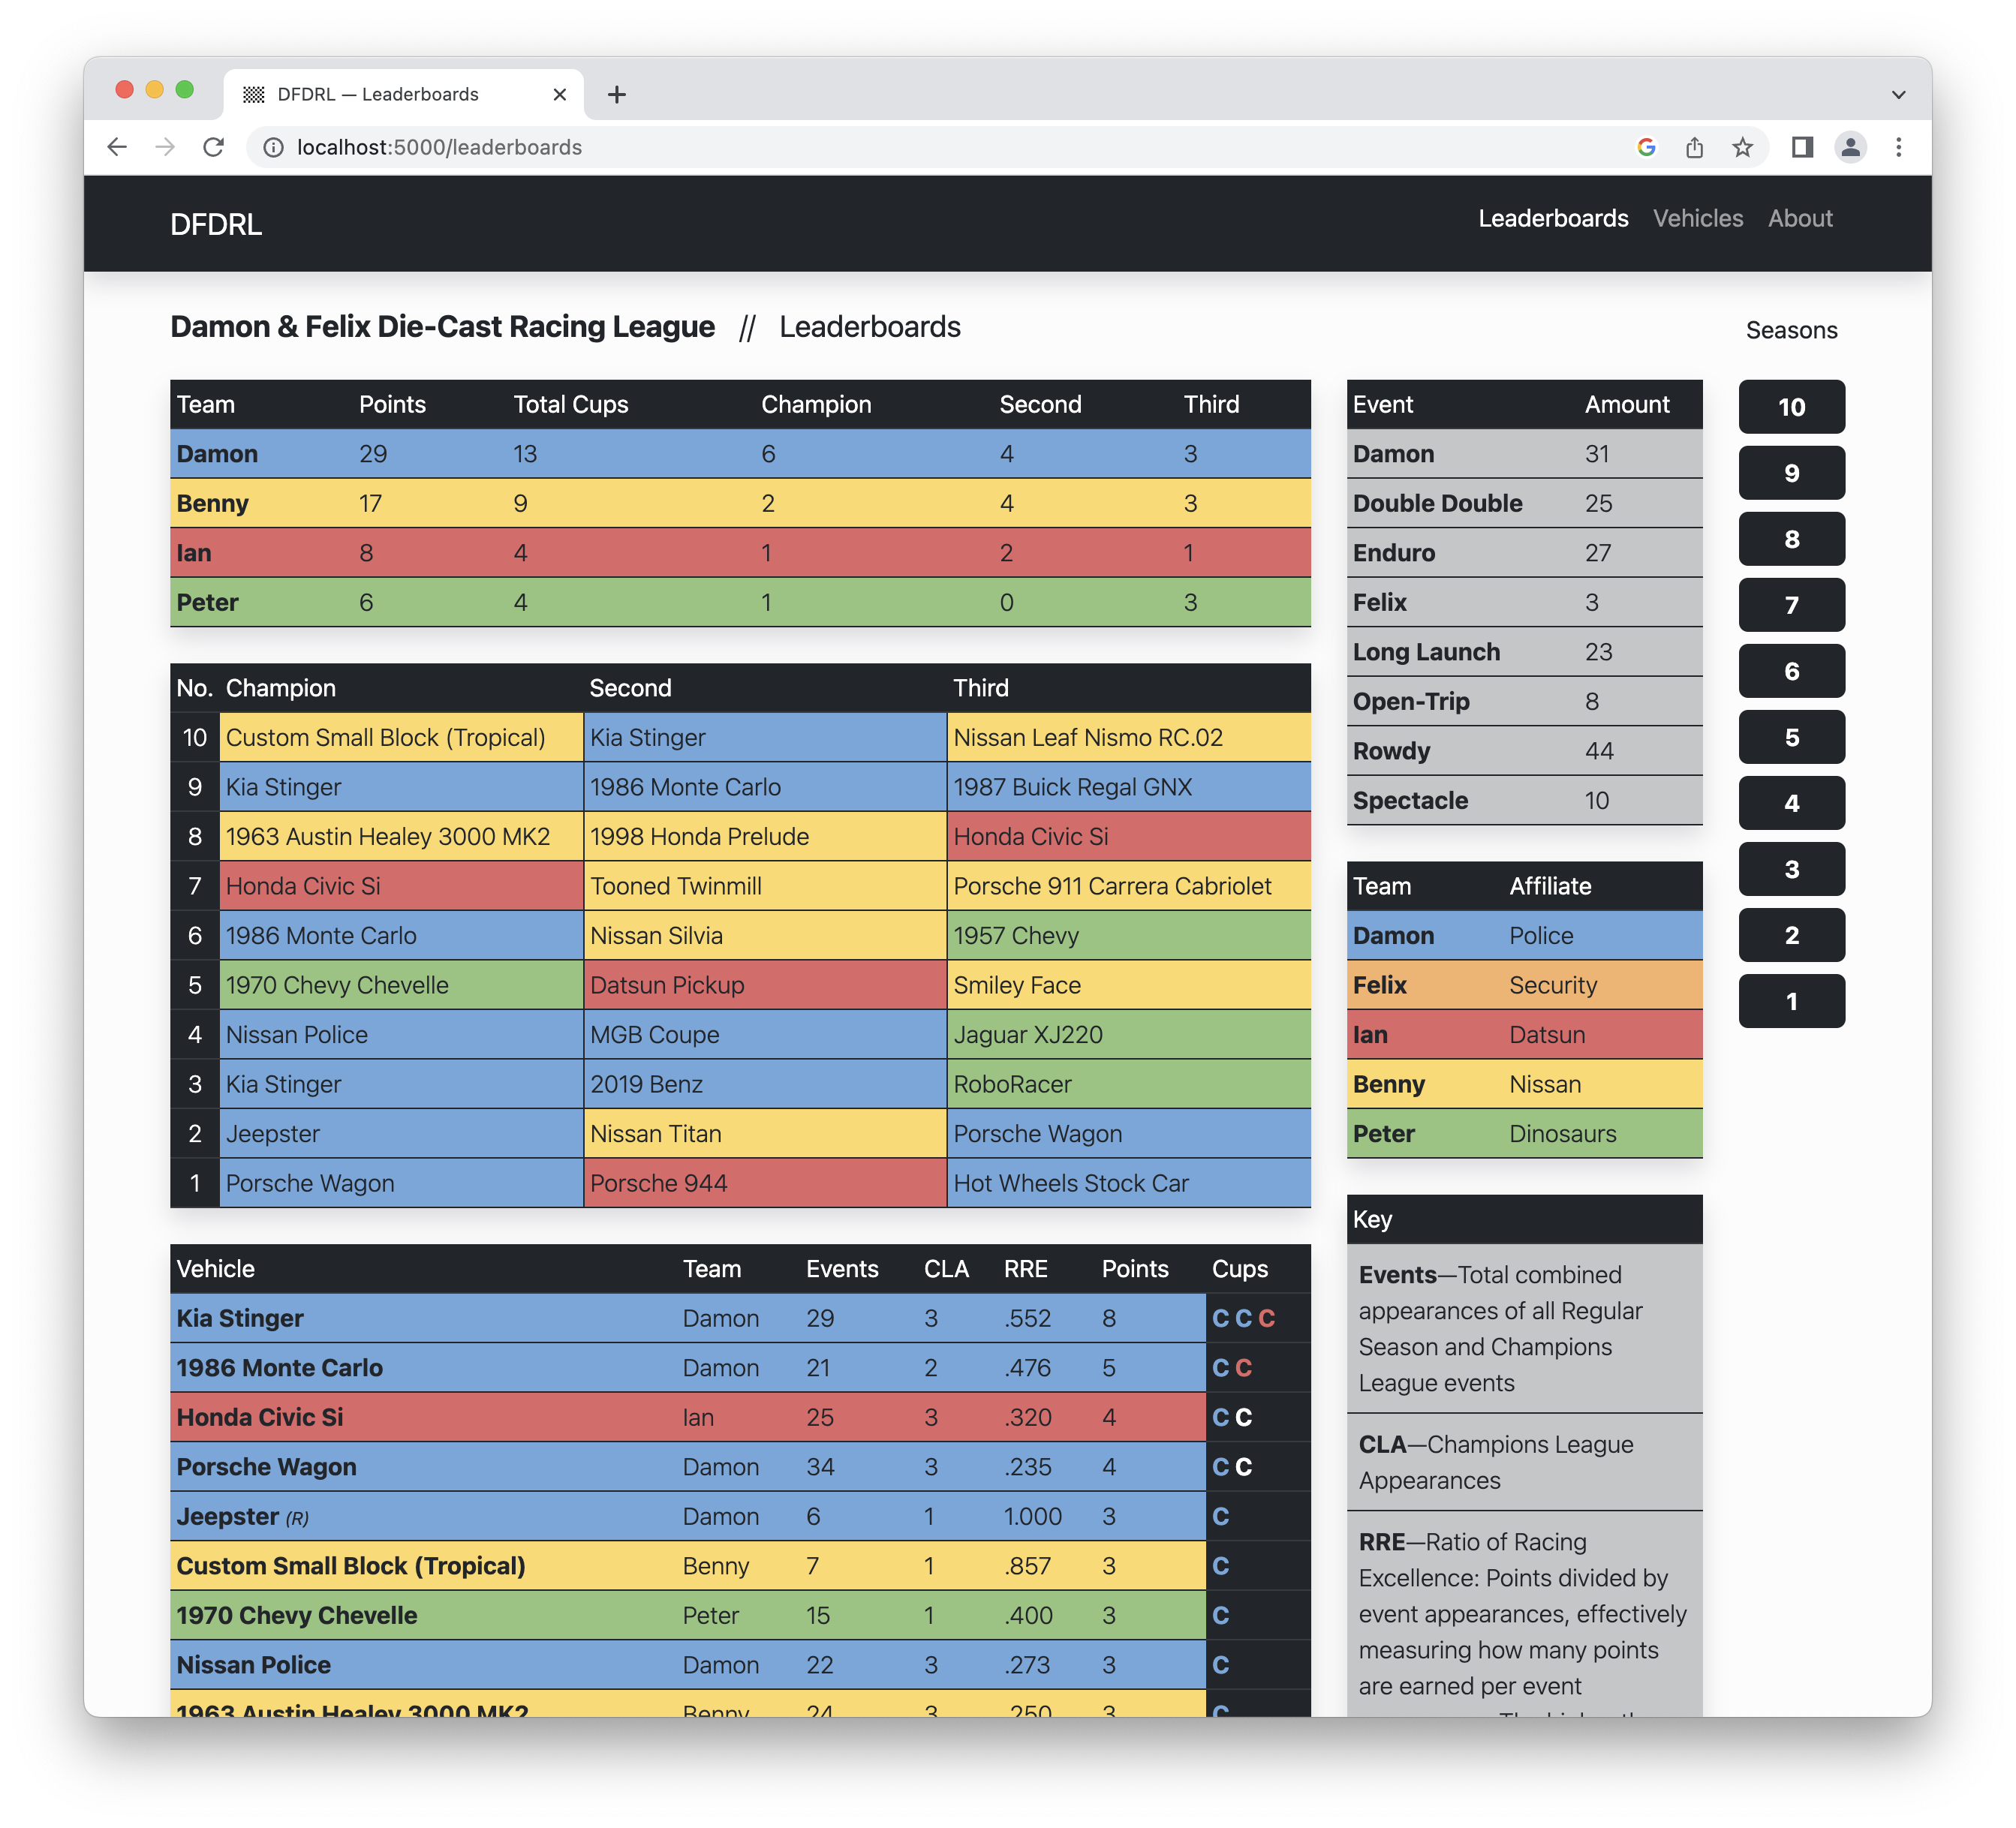 DFDRL — Leaderboards
localhost:5000/leaderboards
DFDRL
Leaderboards Vehicles About
Damon & Felix Die-Cast Racing League // Leaderboards
Seasons
Team Points Total Cups Champion Second Third
Damon 29 13 6 4 3
Benny 17 9 2 4 3
Ian 8 4 1 2 1
Peter 6 4 1 0 3
No. Champion Second Third
10 Custom Small Block (Tropical) Kia Stinger Nissan Leaf Nismo RC.02
9 Kia Stinger 1986 Monte Carlo 1987 Buick Regal GNX
8 1963 Austin Healey 3000 MK2 1998 Honda Prelude Honda Civic Si
7 Honda Civic Si Tooned Twinmill Porsche 911 Carrera Cabriolet
6 1986 Monte Carlo Nissan Silvia 1957 Chevy
5 1970 Chevy Chevelle Datsun Pickup Smiley Face
4 Nissan Police MGB Coupe Jaguar XJ220
3 Kia Stinger 2019 Benz RoboRacer
2 Jeepster Nissan Titan Porsche Wagon
1 Porsche Wagon Porsche 944 Hot Wheels Stock Car
Vehicle Team Events CLA RRE Points Cups
Kia Stinger Damon 29 3 .552 8 C C C
1986 Monte Carlo Damon 21 2 .476 5 C C
Honda Civic Si Ian 25 3 .320 4 C C
Porsche Wagon Damon 34 3 .235 4 C C
Jeepster (R) Damon 6 1 1.000 3 C
Custom Small Block (Tropical) Benny 7 1 .857 3 C
1970 Chevy Chevelle Peter 15 1 .400 3 C
Nissan Police Damon 22 3 .273 3 C
1963 Austin Healey 3000 MK2 Benny 24 3 .250 3 C
Event Amount
Damon 31
Double Double 25
Enduro 27
Felix 3
Long Launch 23
Open-Trip 8
Rowdy 44
Spectacle 10
Team Affiliate
Damon Police
Felix Security
Ian Datsun
Benny Nissan
Peter Dinosaurs
Key
Events—Total combined
appearances of all Regular
Season and Champions
League events
CLA—Champions League
Appearances
RRE—Ratio of Racing
Excellence: Points divided by
event appearances, effectively
measuring how many points
are earned per event
10
9
8
7
6
5
4
3
2
1